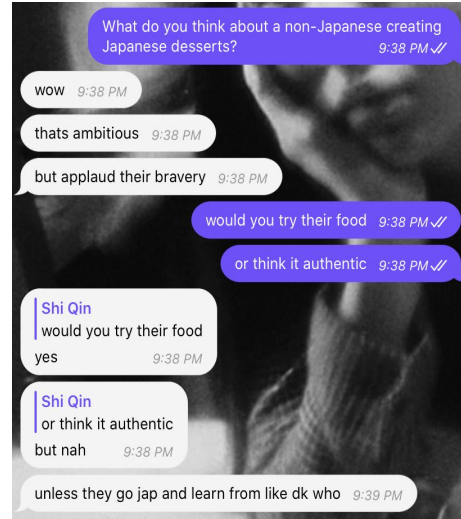 What do you think about a non-Japanese creating
Japanese desserts? 9:38 PM
wow 9:38 PM
thats ambitious 9:38 PM
but applaud their bravery 9:38 PM
would you try their food 9:38 PM
or think it authentic 9:38 PM
Shi Qin
would you try their food
yes 9:38 PM
Shi Qin
or think it authentic
but nah 9:38 PM
unless they go jap and learn from like dk who 9:39 PM